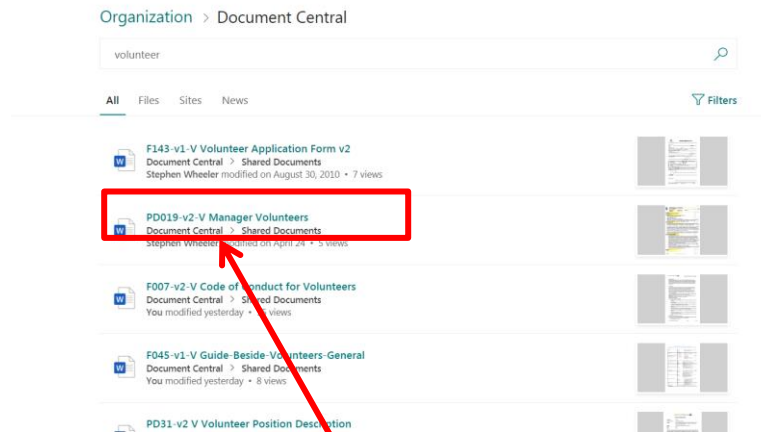 Organization > Document Central
volunteer
All Files Sites News Filters
F143-v1-V Volunteer Application Form v2
Document Central > Shared Documents
Stephen Wheeler modified on August 30, 2010 • 7 views
PD019-v2-V Manager Volunteers
Document Central > Shared Documents
Stephen Wheeler modified on April 24 • 5 views
F007-v2-V Code of Conduct for Volunteers
Document Central > Shared Documents
You modified yesterday • views
F045-v1-V Guide-Beside-Volunteers-General
Document Central > Shared Documents
You modified yesterday • 8 views
PD31-v2 V Volunteer Position Description